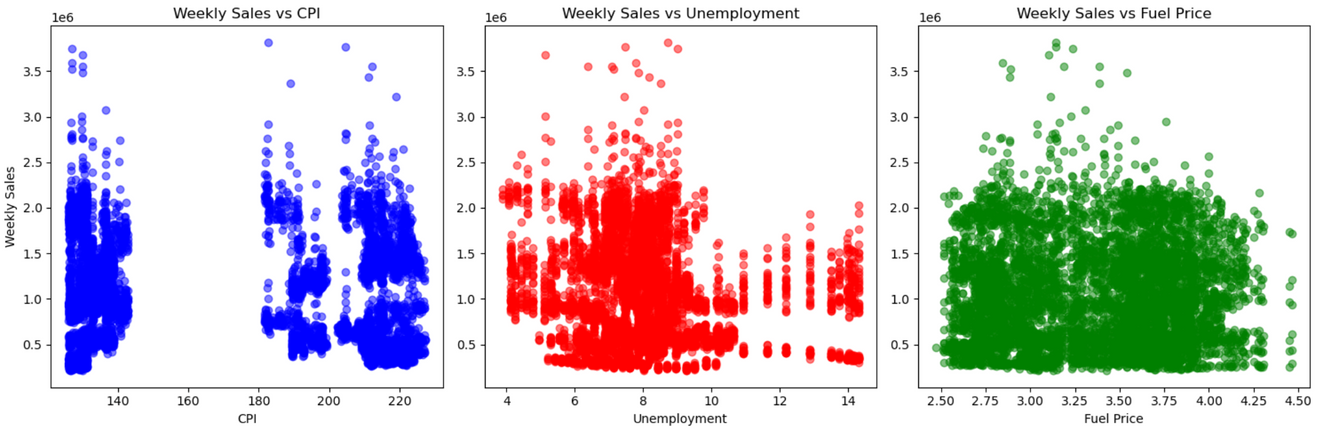 Weekly Sales vs CPI
1e6
Weekly Sales
3.5
3.0
2.5
2.0
1.5
1.0
0.5
140 160 180 200 220
CPI
Weekly Sales vs Unemployment
1e6
3.5
3.0
2.5
2.0
1.5
1.0
0.5
4 6 8 10 12 14
Unemployment
Weekly Sales vs Fuel Price
1e6
3.5
3.0
2.5
2.0
1.5
1.0
0.5
2.50 2.75 3.00 3.25 3.50 3.75 4.00 4.25 4.50
Fuel Price